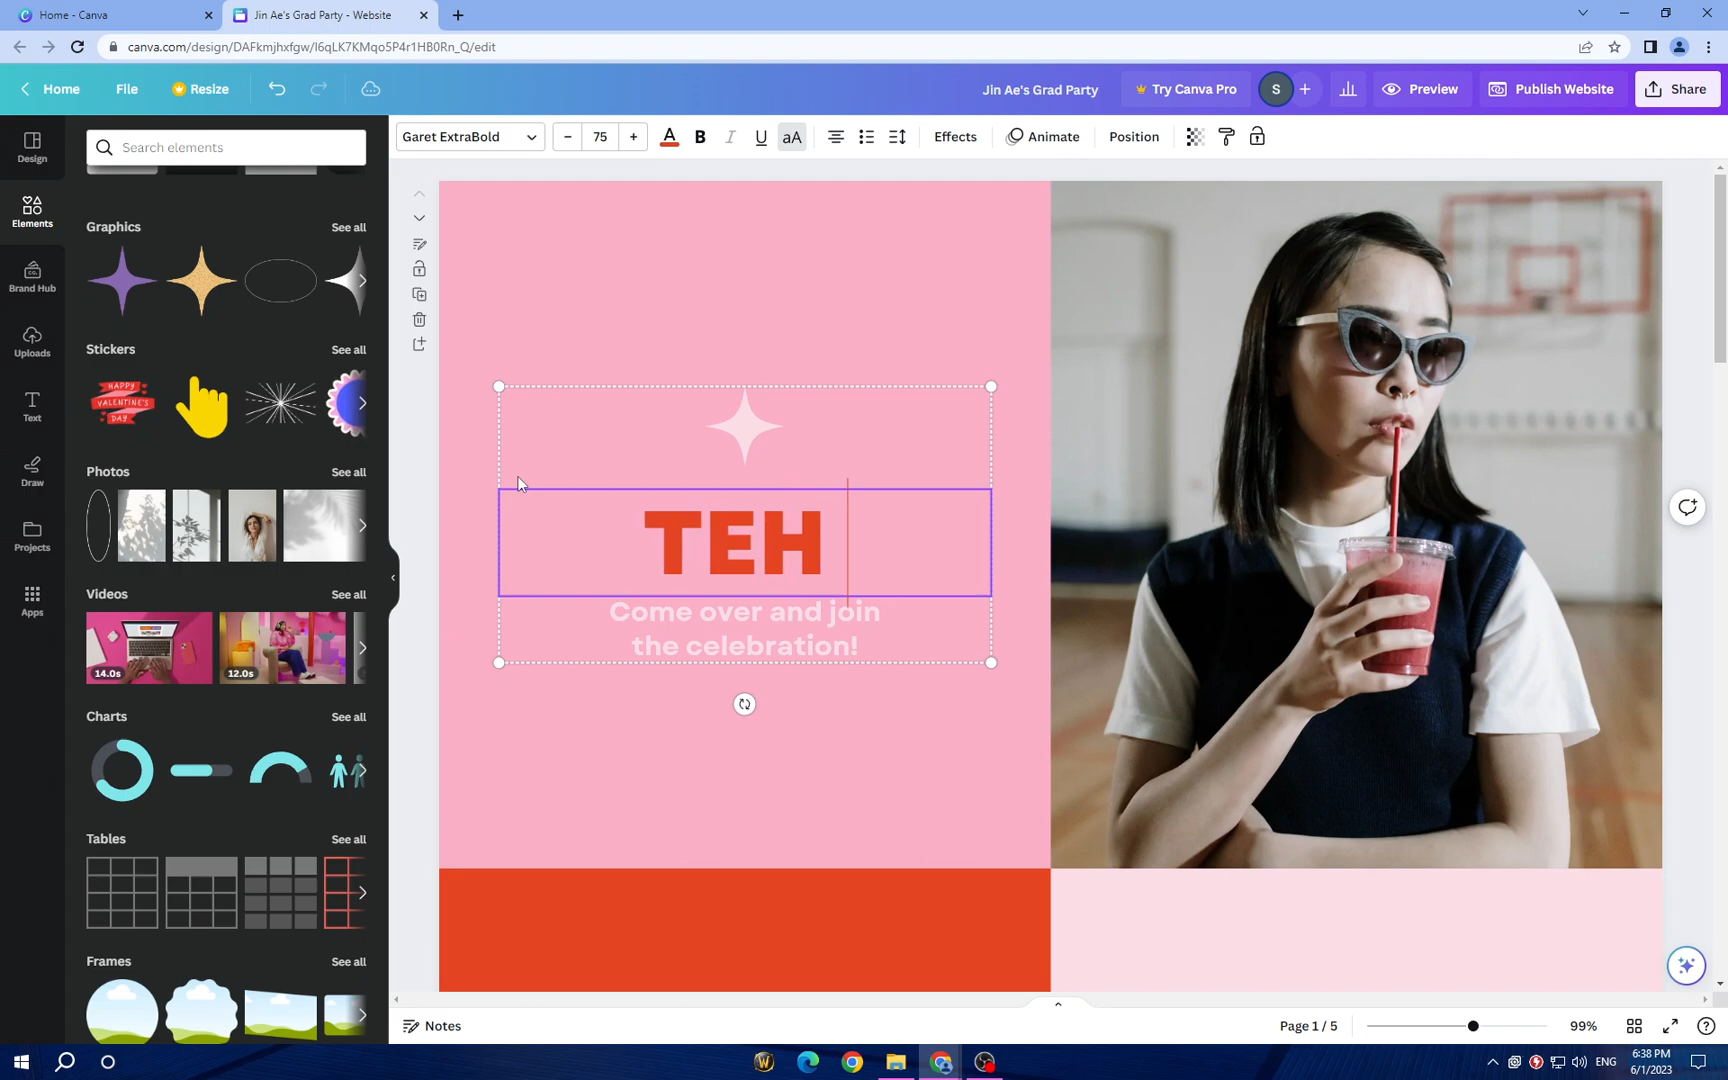 Home - Canva
Jin Ae's Grad Party - Website
canva.com/design/DAFkmjhxfgw/I6qLK7KMqo5P4r1HB0Rn_Q/edit
Home
File
Resize
Jin Ae's Grad Party
Try Canva Pro
S
Preview
Publish Website
Share
Design
Elements
Brand Hub
Uploads
Text
Draw
Projects
Apps
Search elements
Graphics
See all
Stickers
See all
HAPPY
VALENTINE'S
DAY
Photos
See all
Videos
See all
14.0s
12.0s
Charts
See all
Tables
See all
Frames
See all
Garet ExtraBold
75
A
B
I
U
aA
Effects
Animate
Position
TEH
Come over and join
the celebration!
Notes
Page 1 / 5
99%
ENG
6:38 PM
6/1/2023